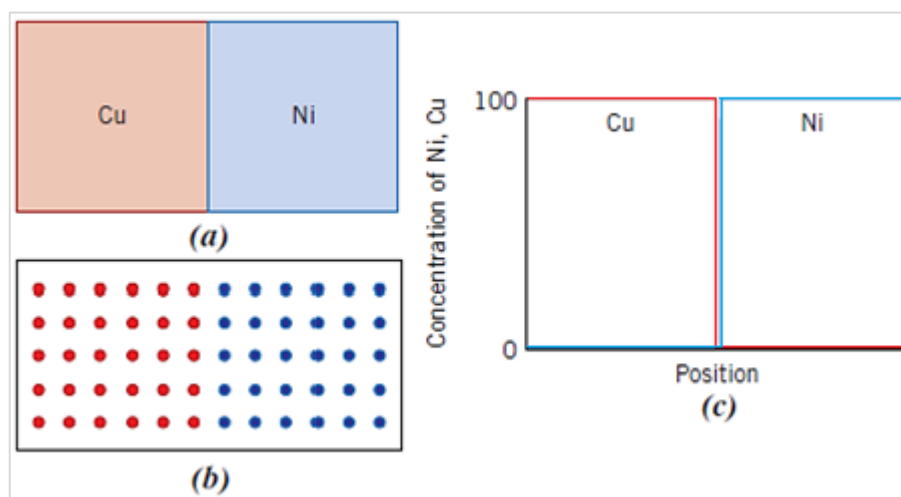 Cu
Ni
(a)
(b)
Concentration of Ni, Cu
100
0
Cu
Ni
Position
(c)